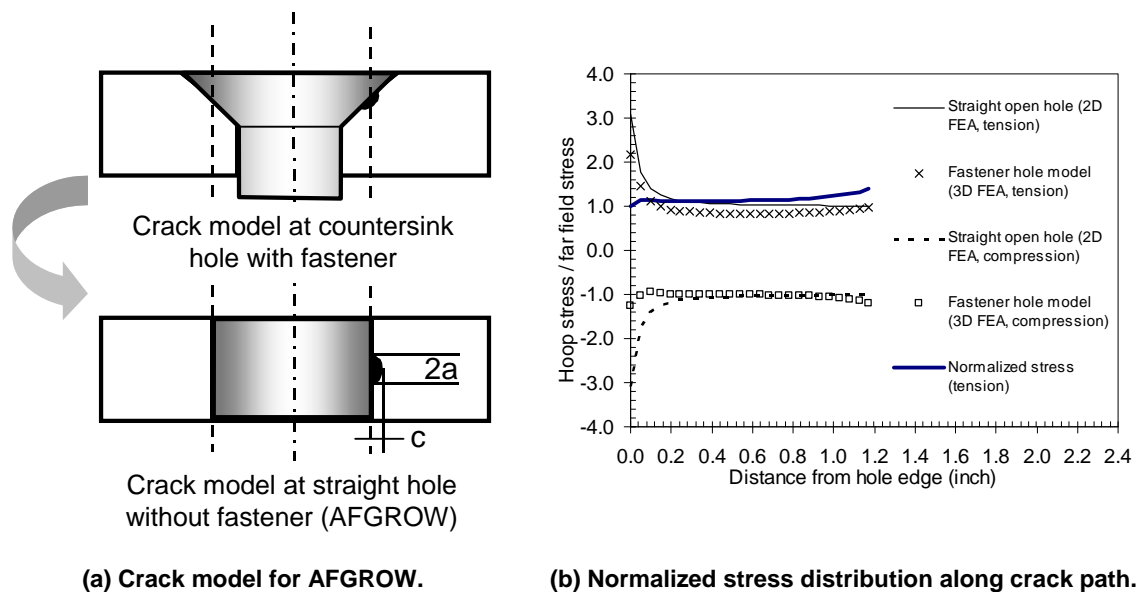 Crack model at countersink
hole with fastener
2a
c
Crack model at straight hole
without fastener (AFGROW)
(a) Crack model for AFGROW.
Hoop stress / far field stress
4.0
3.0
2.0
1.0
0.0
-1.0
-2.0
-3.0
-4.0
0.0 0.2 0.4 0.6 0.8 1.0 1.2 1.4 1.6 1.8 2.0 2.2 2.4
Distance from hole edge (inch)
Straight open hole (2D
FEA, tension)
Fastener hole model
(3D FEA, tension)
Straight open hole (2D
FEA, compression)
Fastener hole model
(3D FEA, compression)
Normalized stress
(tension)
(b) Normalized stress distribution along crack path.